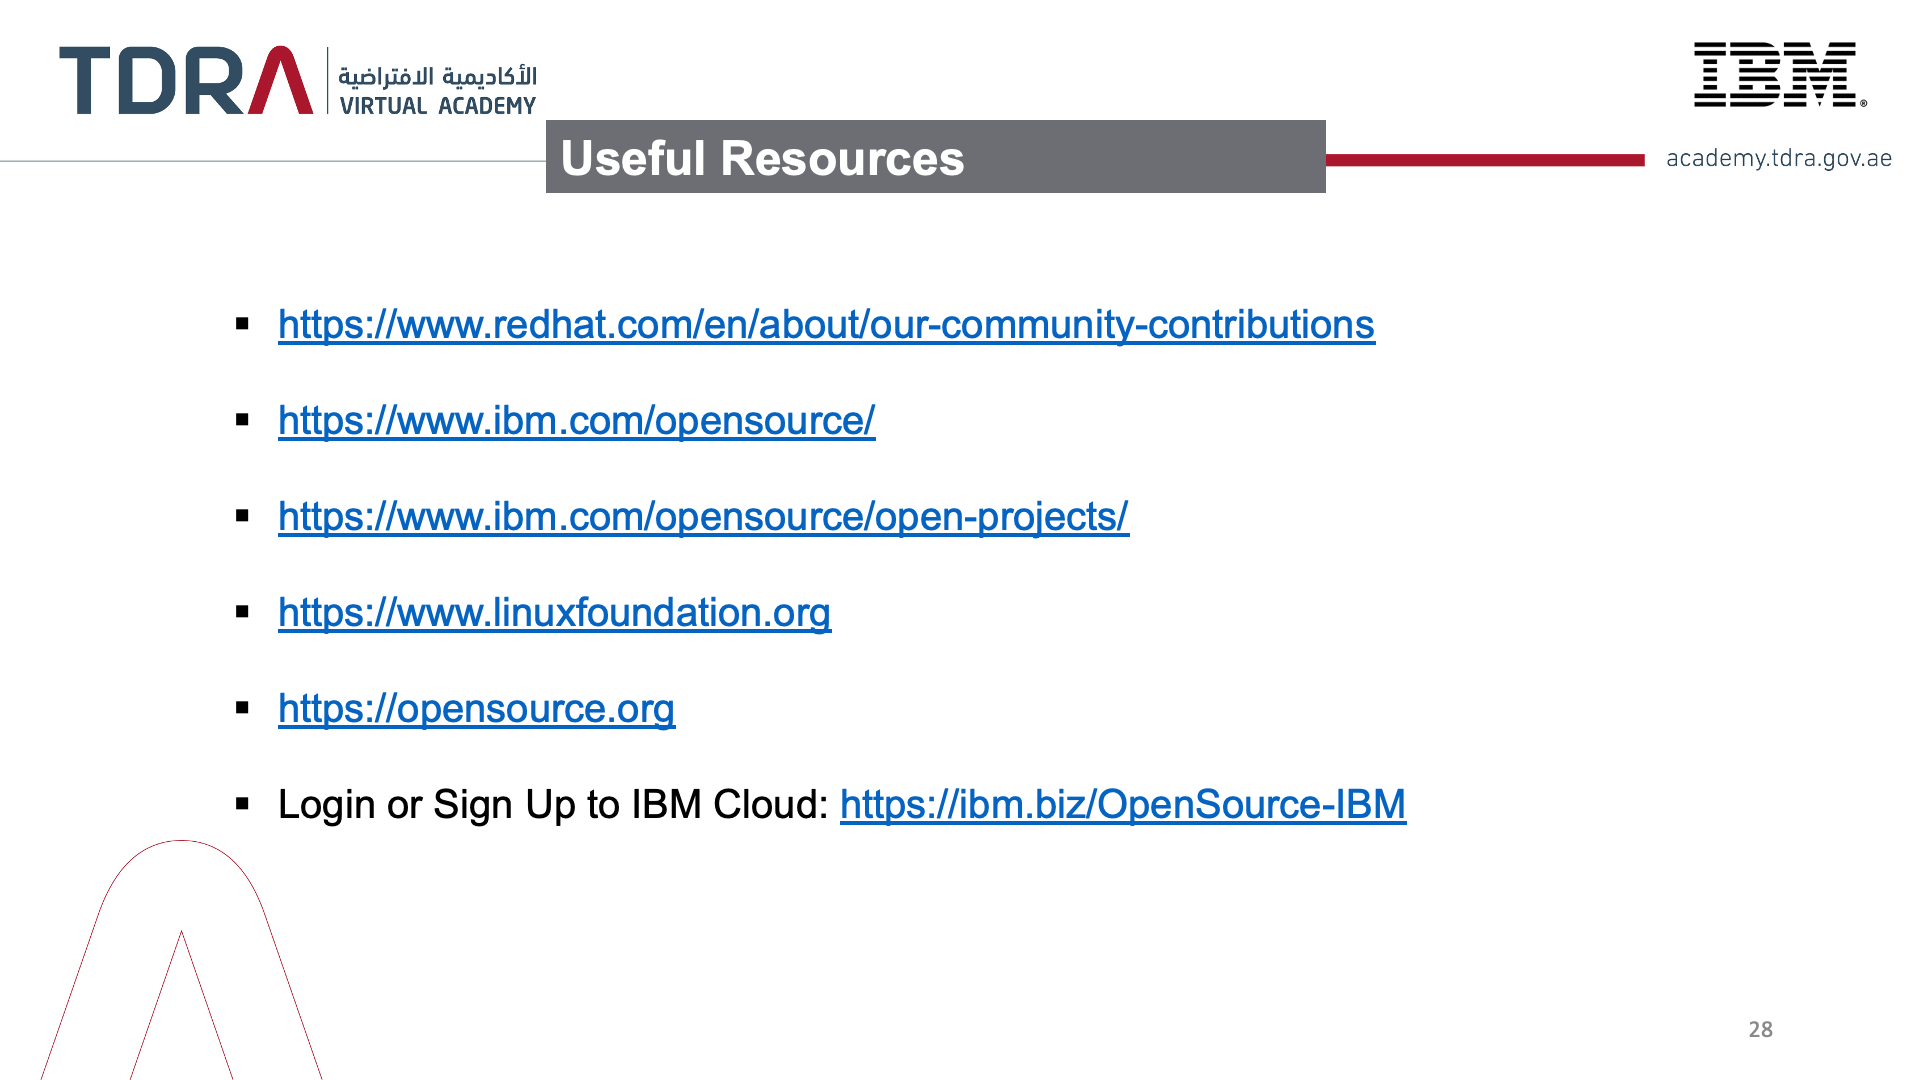 TDRA
الأكاديمية الافتراضية
VIRTUAL ACADEMY
IBM®
Useful Resources
academy.tdra.gov.ae
▪ https://www.redhat.com/en/about/our-community-contributions
▪ https://www.ibm.com/opensource/
▪ https://www.ibm.com/opensource/open-projects/
▪ https://www.linuxfoundation.org
▪ https://opensource.org
▪ Login or Sign Up to IBM Cloud: https://ibm.biz/OpenSource-IBM
28